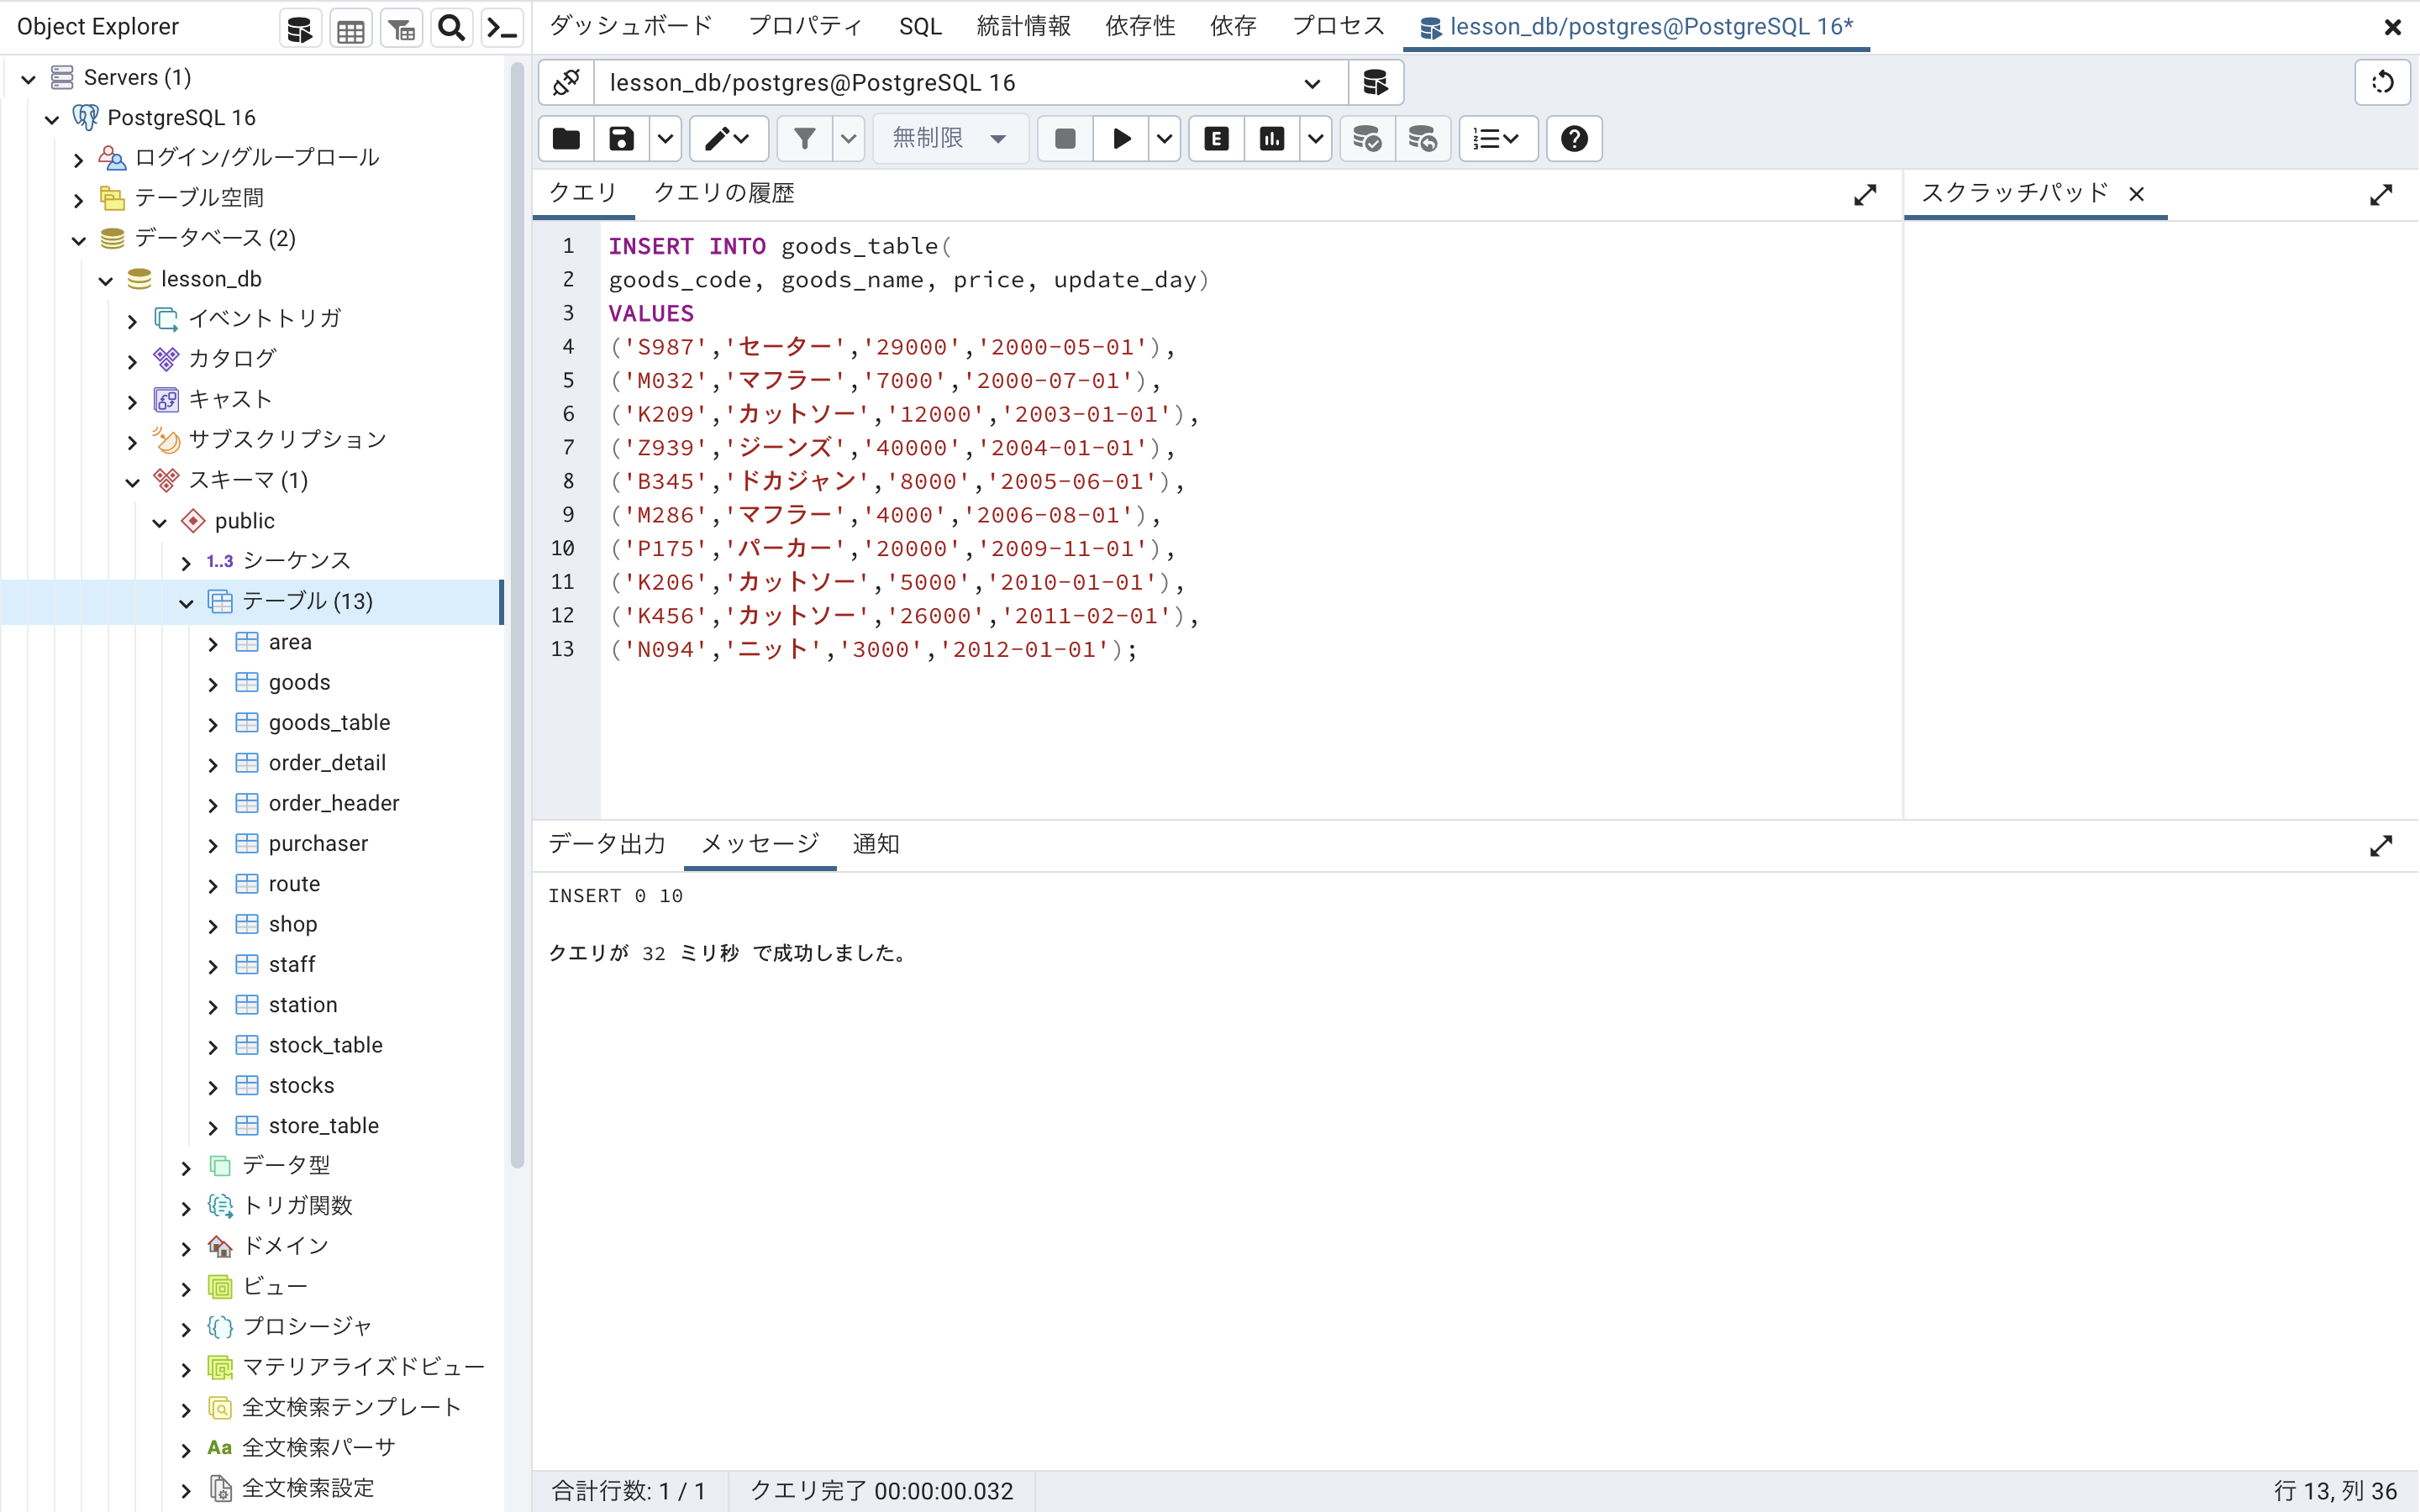 Object Explorer
Servers (1)
PostgreSQL 16
ログイン/グループロール
テーブル空間
データベース (2)
lesson_db
イベントトリガ
カタログ
キャスト
サブスクリプション
スキーマ (1)
public
1..3 シーケンス
テーブル (13)
area
goods
goods_table
order_detail
order_header
purchaser
route
shop
staff
station
stock_table
stocks
store_table
データ型
トリガ関数
ドメイン
ビュー
プロシージャ
マテリアライズドビュー
全文検索テンプレート
Aa 全文検索パーサ
全文検索設定
ダッシュボード プロパティ SQL 統計情報 依存性 依存 プロセス lesson_db/postgres@PostgreSQL 16*
lesson_db/postgres@PostgreSQL 16
無制限 E
クエリ クエリの履歴
スクラッチパッド
1 INSERT INTO goods_table(
2 goods_code, goods_name, price, update_day)
3 VALUES
4 ('S987','セーター','29000','2000-05-01'),
5 ('M032','マフラー','7000','2000-07-01'),
6 ('K209','カットソー','12000','2003-01-01'),
7 ('Z939','ジーンズ','40000','2004-01-01'),
8 ('B345','ドカジャン','8000','2005-06-01'),
9 ('M286','マフラー','4000','2006-08-01'),
10 ('P175','パーカー','20000','2009-11-01'),
11 ('K206','カットソー','5000','2010-01-01'),
12 ('K456','カットソー','26000','2011-02-01'),
13 ('N094','ニット','3000','2012-01-01');
データ出力 メッセージ 通知
INSERT 0 10
クエリが 32 ミリ秒 で成功しました。
合計行数: 1 / 1 クエリ完了 00:00:00.032 行 13, 列 36